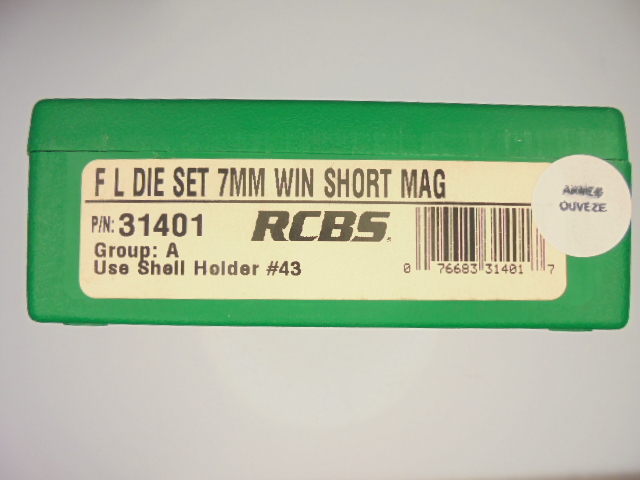 F L DIE SET 7MM WIN SHORT MAG
P/N: 31401
RCBS
Group: A
Use Shell Holder #43
0 76683 31401 7
OUVEZE